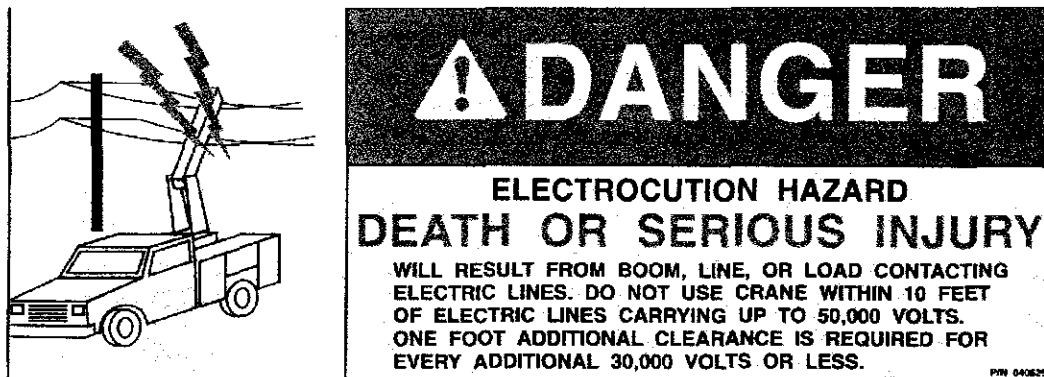 DANGER
ELECTROCUTION HAZARD
DEATH OR SERIOUS INJURY
WILL RESULT FROM BOOM, LINE, OR LOAD CONTACTING
ELECTRIC LINES. DO NOT USE CRANE WITHIN 10 FEET
OF ELECTRIC LINES CARRYING UP TO 50,000 VOLTS.
ONE FOOT ADDITIONAL CLEARANCE IS REQUIRED FOR
EVERY ADDITIONAL 30,000 VOLTS OR LESS.
P/N